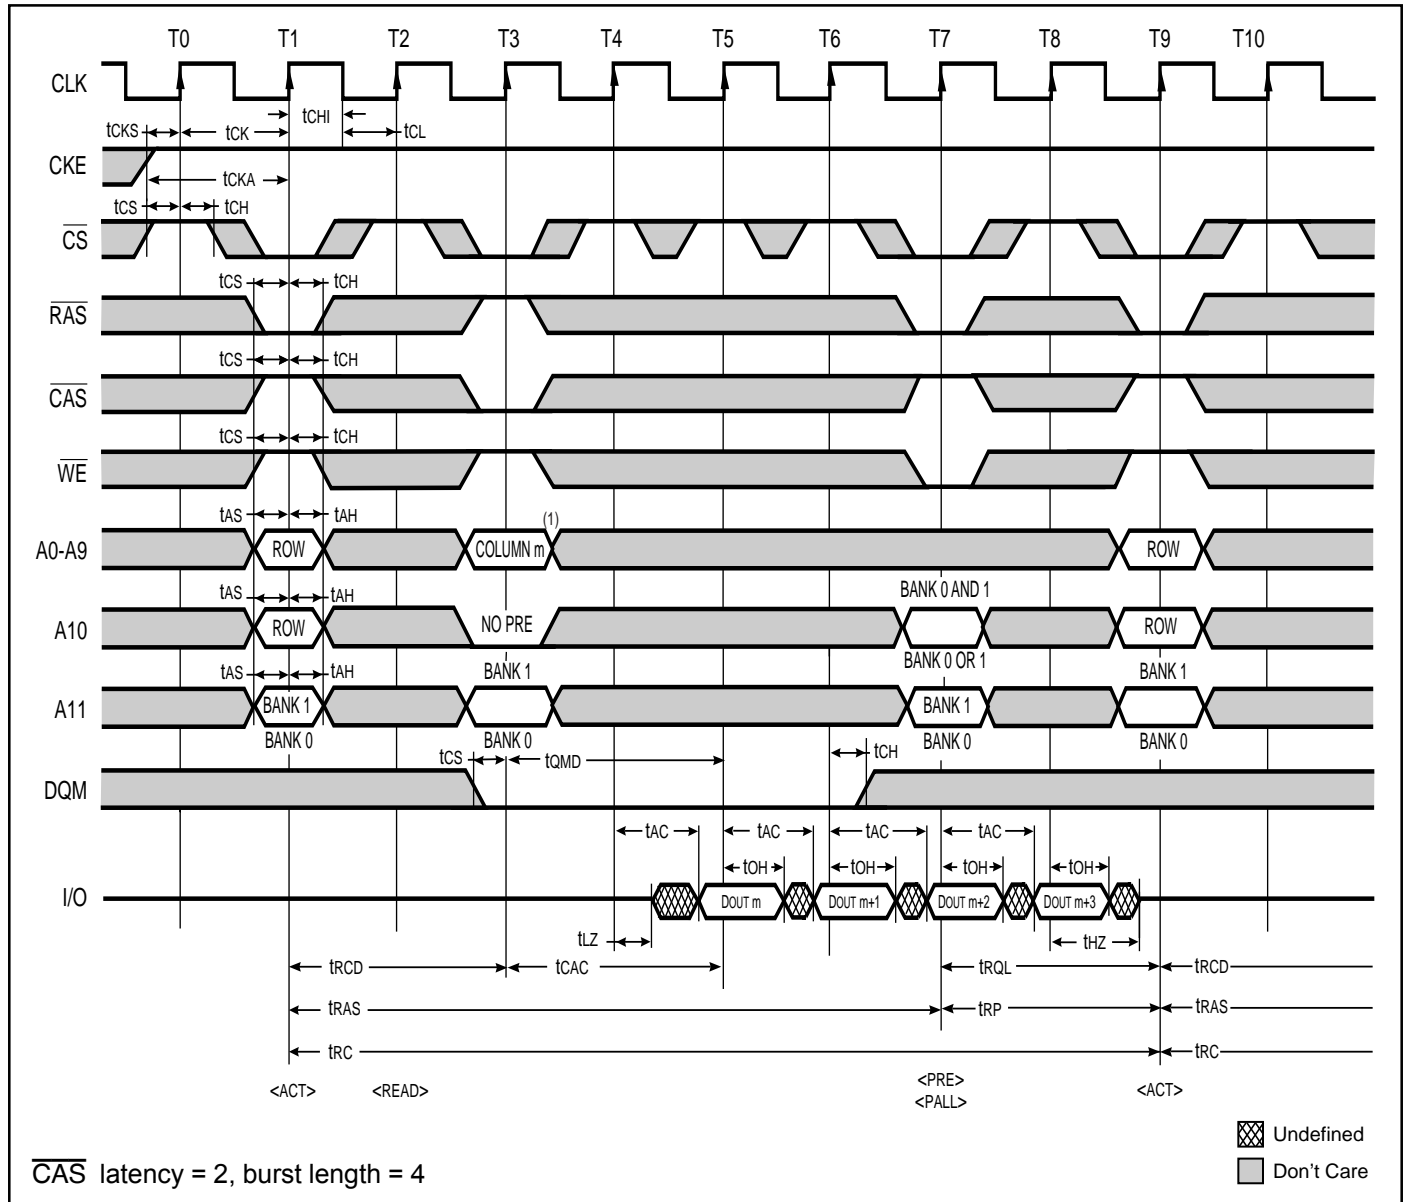 T0 T1 T2 T3 T4 T5 T6 T7 T8 T9 T10
CLK
tCHI
tCKS tCK tCL
CKE
tCKA
tCS tCH
CS
tCS tCH
RAS
tCS tCH
CAS
tCS tCH
WE
tAS tAH (1)
A0-A9 ROW COLUMN m ROW
tAS tAH BANK 0 AND 1
A10 ROW NO PRE ROW
BANK 0 OR 1
tAS tAH BANK 1 BANK 1
A11 BANK 1 BANK 1
BANK 0 BANK 0 BANK 0 BANK 0
tCS tQMD tCH
DQM
tAC tAC tAC tAC
tOH tOH tOH tOH
I/O DOUT m DOUT m+1 DOUT m+2 DOUT m+3
tLZ tHZ
tRCD tCAC tRQL tRCD
tRAS tRP tRAS
tRC tRC
<ACT> <READ> <PRE> <ACT>
<PALL>
Undefined
CAS latency = 2, burst length = 4 Don't Care